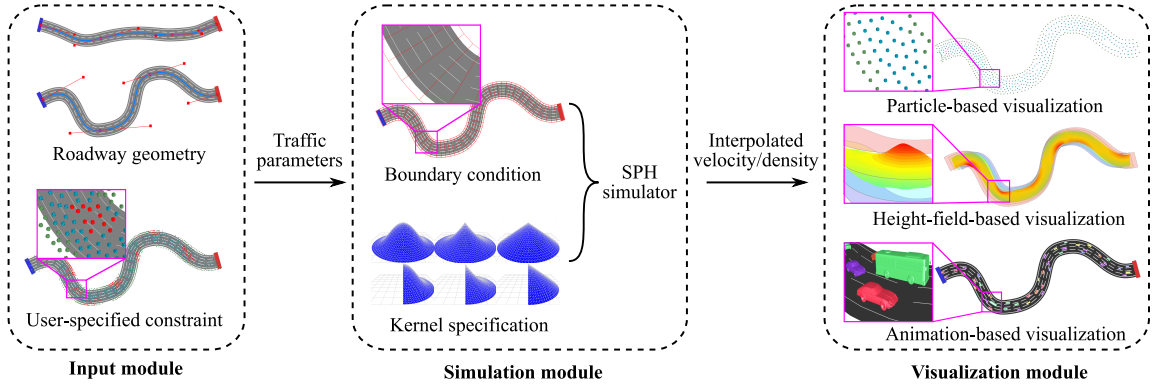 Roadway geometry
User-specified constraint
Input module
Traffic
parameters
Boundary condition
Kernel specification
SPH
simulator
Simulation module
Interpolated
velocity/density
Particle-based visualization
Height-field-based visualization
Animation-based visualization
Visualization module